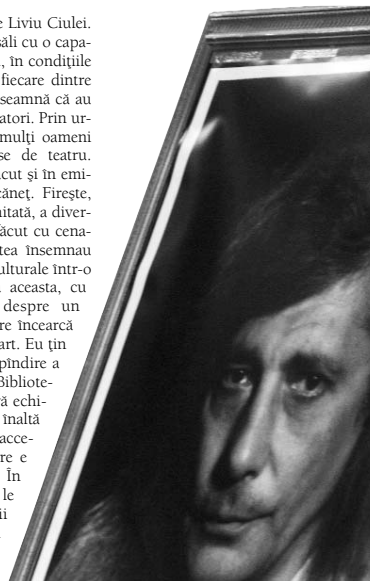 e Liviu Ciulei.
săli cu o capa-
, în condiţiile
fiecare dintre
seamnă că au
atori. Prin ur-
mulţi oameni
se de teatru.
cut şi în emi-
căneţ. Fireşte,
nitată, a diver-
făcut cu cena-
tea însemnau
ulturale într-o
aceasta, cu
despre un
re încearcă
art. Eu ţin
pîndire a
Bibliote-
ă echi-
înaltă
acce-
re e
În
le
ii